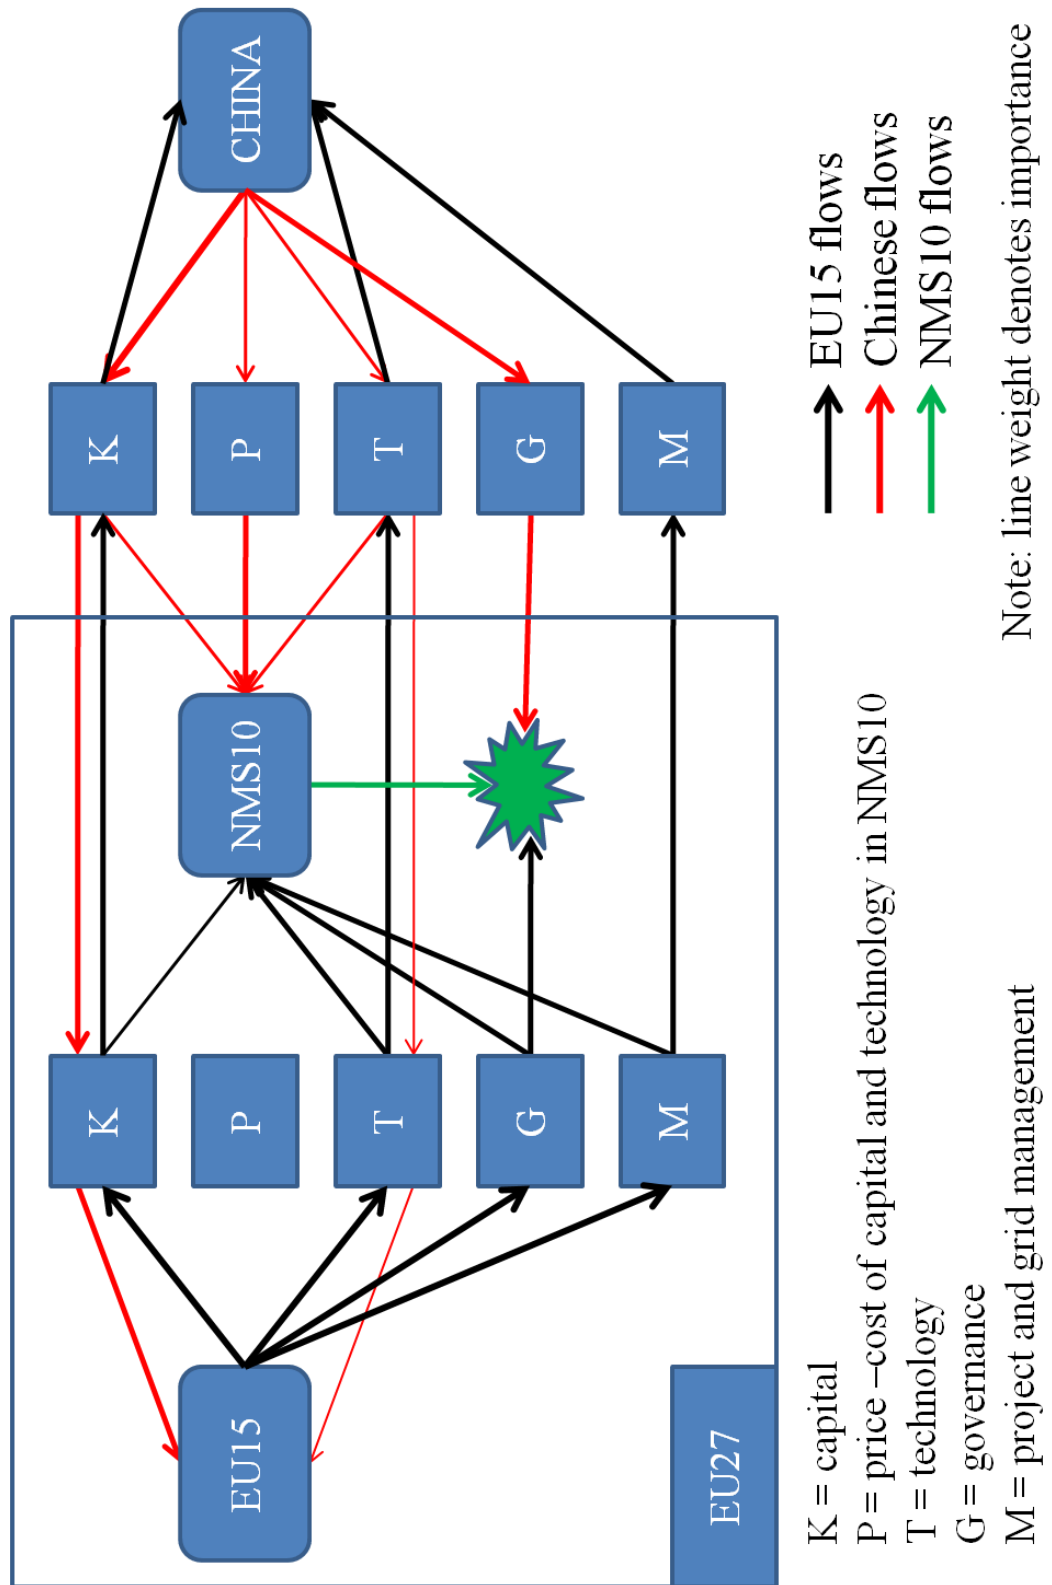 EU15
K
P
T
G
M
NMS10
K
P
T
G
M
CHINA
EU27
K = capital
P = price –cost of capital and technology in NMS10
T = technology
G = governance
M = project and grid management
EU15 flows
Chinese flows
NMS10 flows
Note: line weight denotes importance